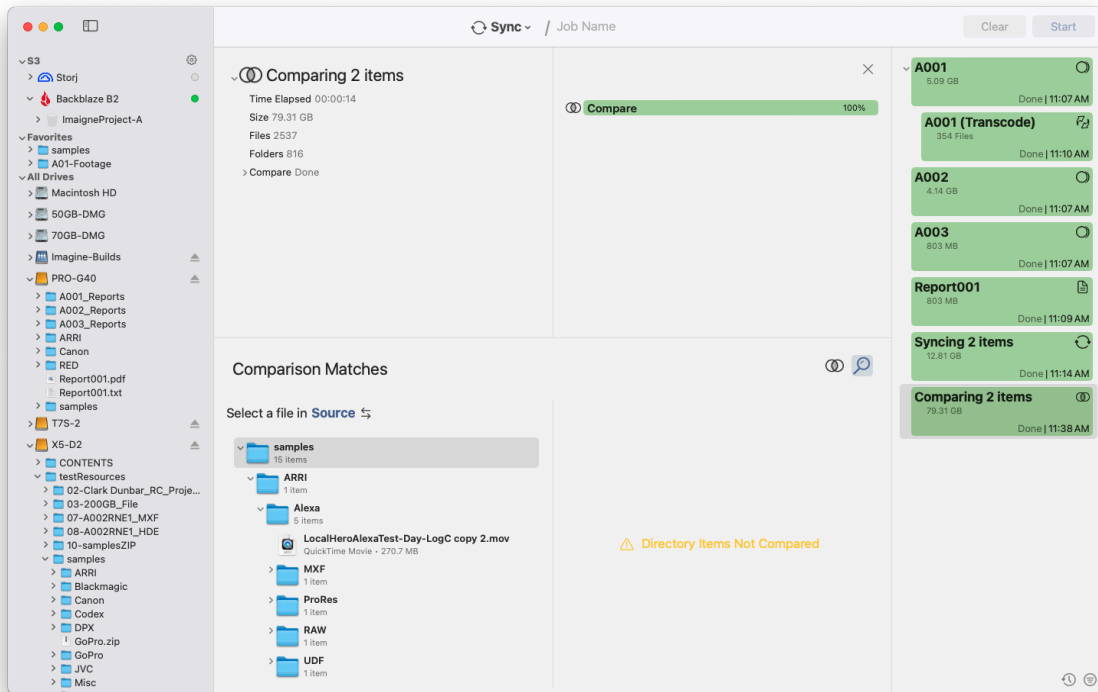 Sync
/ Job Name
Clear
Start
S3
Storj
Backblaze B2
ImaigneProject-A
Favorites
samples
A01-Footage
All Drives
Macintosh HD
50GB-DMG
70GB-DMG
Imagine-Builds
PRO-G40
A001_Reports
A002_Reports
A003_Reports
ARRI
Canon
RED
Report001.pdf
Report001.txt
samples
T7S-2
X5-D2
CONTENTS
testResources
02-Clark Dunbar_RC_Proje...
03-200GB_File
07-A002RNE1_MXF
08-A002RNE1_HDE
10-samplesZIP
samples
ARRI
Blackmagic
Canon
Codex
DPX
GoPro.zip
GoPro
JVC
Misc
Comparing 2 items
Time Elapsed 00:00:14
Size 79.31 GB
Files 2537
Folders 816
Compare Done
Compare 100%
Comparison Matches
Select a file in Source
samples
15 items
ARRI
1 item
Alexa
5 items
LocalHeroAlexaTest-Day-LogC copy 2.mov
QuickTime Movie • 270.7 MB
MXF
1 item
ProRes
1 item
RAW
1 item
UDF
1 item
Directory Items Not Compared
A001
5.09 GB
Done | 11:07 AM
A001 (Transcode)
354 Files
Done | 11:10 AM
A002
4.14 GB
Done | 11:07 AM
A003
803 MB
Done | 11:07 AM
Report001
803 MB
Done | 11:09 AM
Syncing 2 items
12.81 GB
Done | 11:14 AM
Comparing 2 items
79.31 GB
Done | 11:38 AM